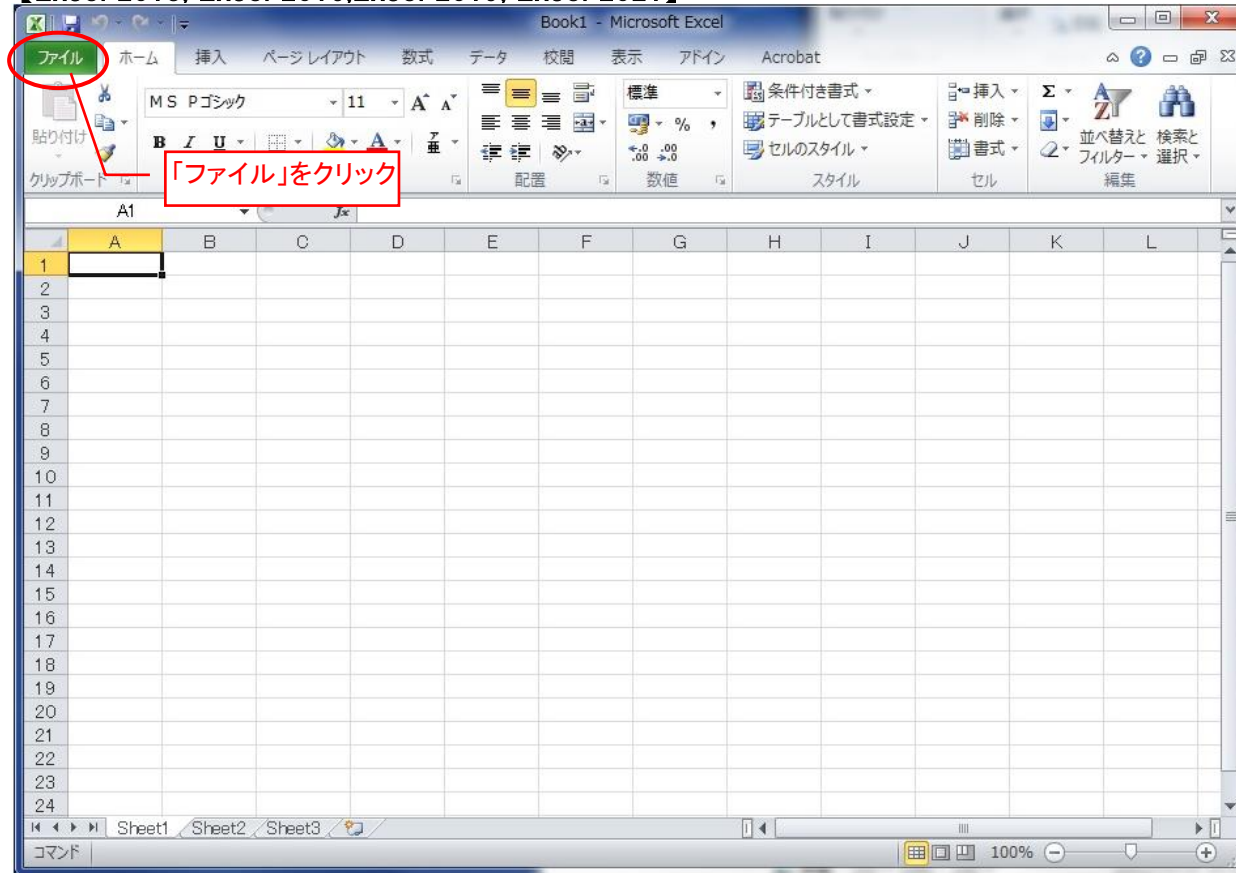 Book1 - Microsoft Excel
ファイル ホーム 挿入 ページ レイアウト 数式 データ 校閲 表示 アドイン Acrobat
貼り付け
ＭＳ Ｐゴシック 11 A A
B I U A 亜
標準
% ,
条件付き書式
テーブルとして書式設定
セルのスタイル
挿入
削除
書式
Σ
並べ替えと
フィルター
検索と
選択
クリップボード 配置 数値 スタイル セル 編集
「ファイル」をクリック
A1 fx
A B C D E F G H I J K L
1
2
3
4
5
6
7
8
9
10
11
12
13
14
15
16
17
18
19
20
21
22
23
24
Sheet1 Sheet2 Sheet3
コマンド 100%